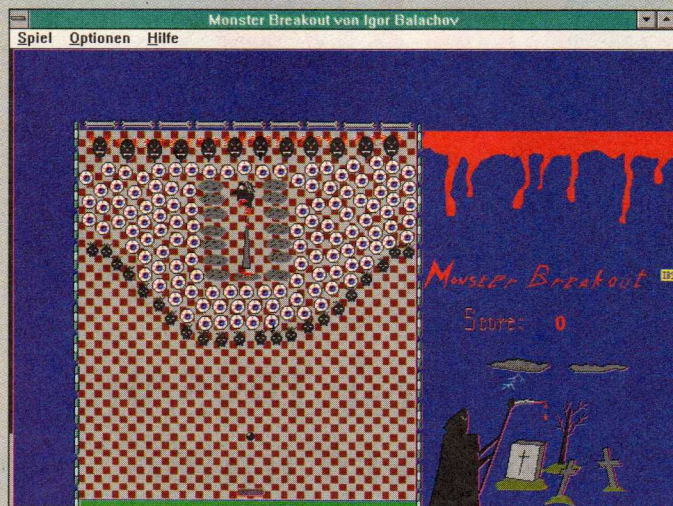 Monster Breakout von Igor Balachov
Spiel Optionen Hilfe
Monster Breakout
Score: 0